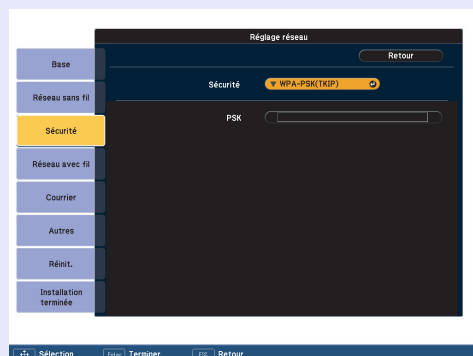 Réglage réseau
Retour
Base
Sécurité WPA-PSK(TKIP)
Réseau sans fil
PSK
Sécurité
Réseau avec fil
Courrier
Autres
Réinit.
Installation
terminée
Sélection Enter Terminer ESC Retour